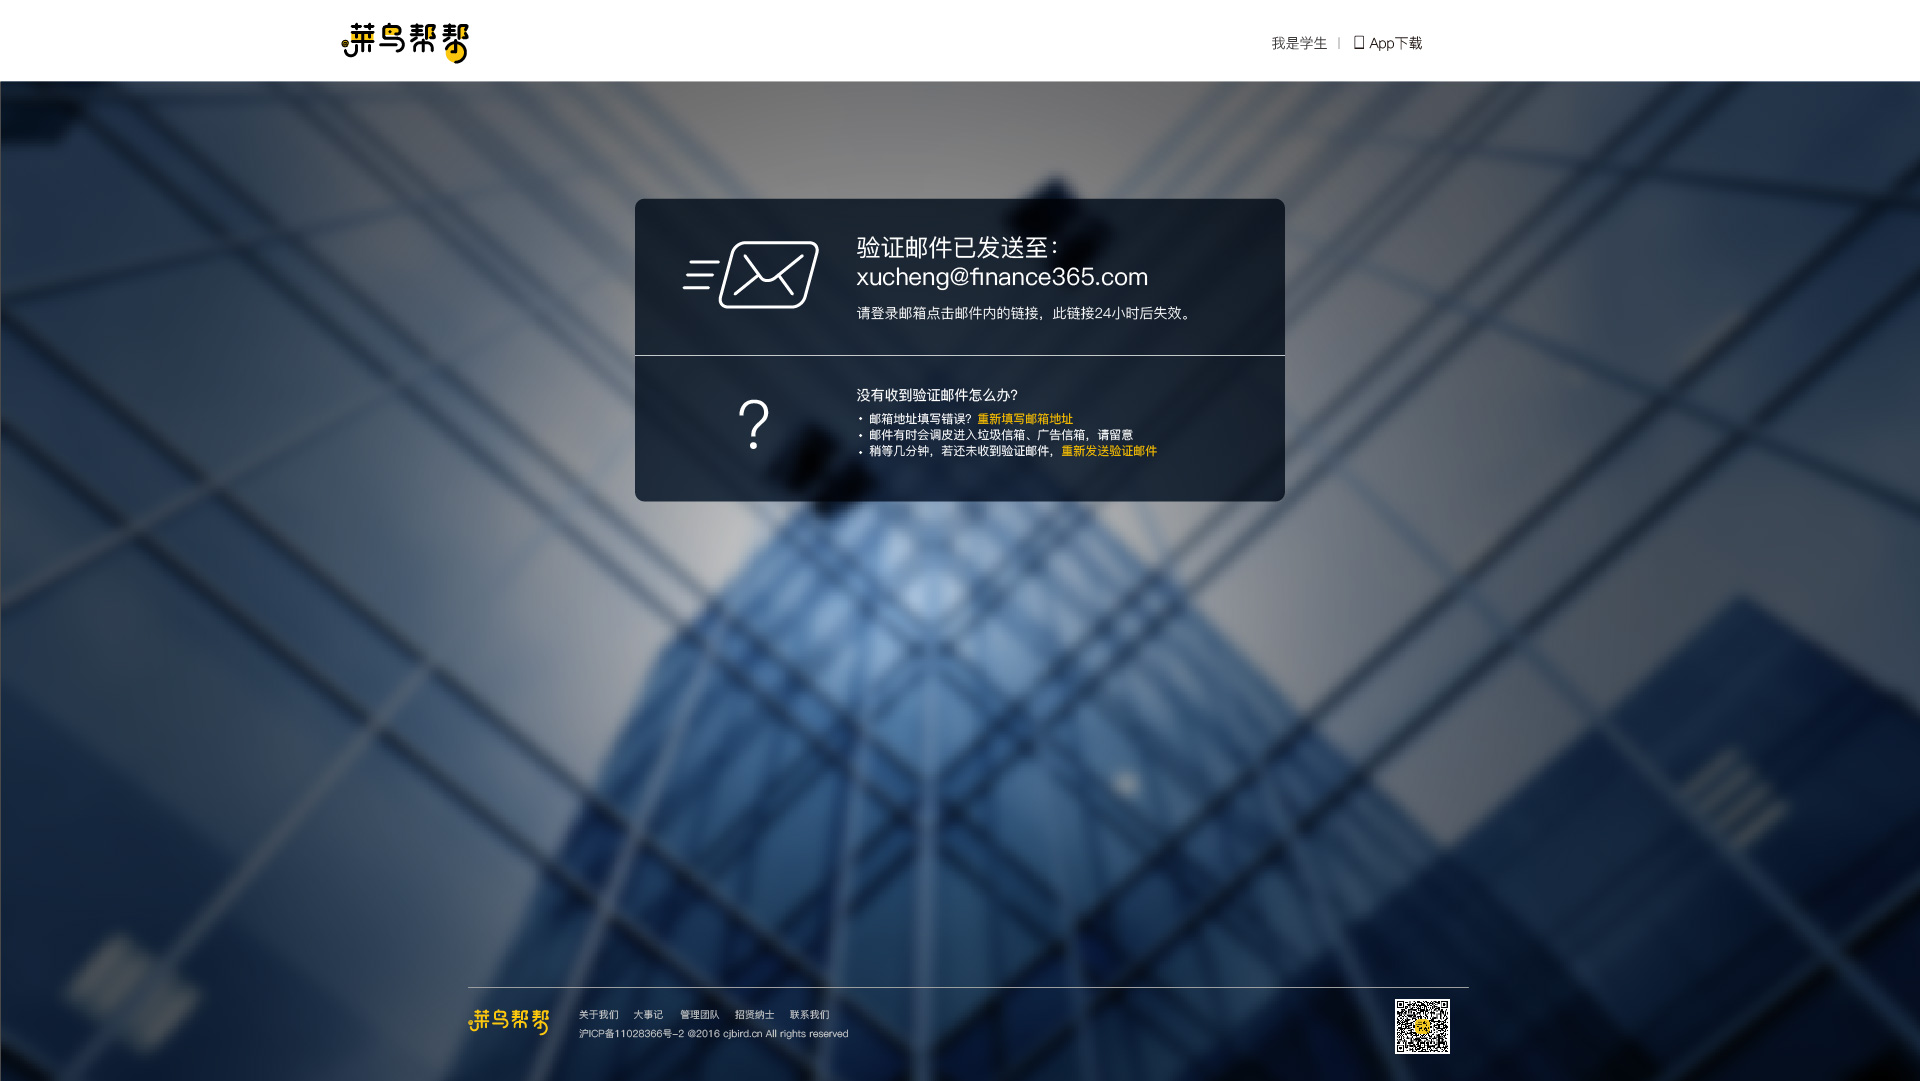 菜鸟帮帮
我是学生 | App下载
验证邮件已发送至：
xucheng@finance365.com
请登录邮箱点击邮件内的链接，此链接24小时后失效。
没有收到验证邮件怎么办?
• 邮箱地址填写错误？重新填写邮箱地址
• 邮件有时会调皮进入垃圾信箱、广告信箱，请留意
• 稍等几分钟，若还未收到验证邮件，重新发送验证邮件
菜鸟帮帮
关于我们 大事记 管理团队 招贤纳士 联系我们
沪ICP备11028366号-2 @2016 cjbird.cn All rights reserved